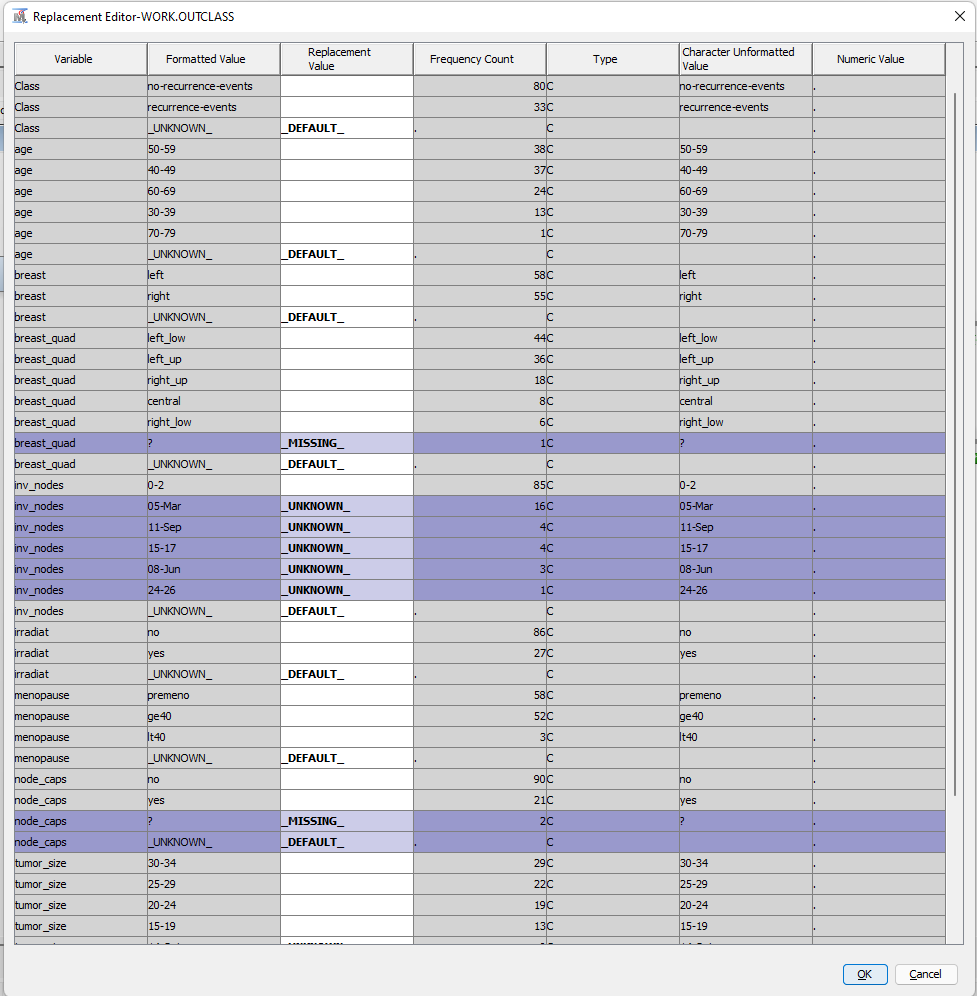 Replacement Editor-WORK.OUTCLASS
Variable Formatted Value Replacement Value Frequency Count Type Character Unformatted Value Numeric Value
Class no-recurrence-events 80 C no-recurrence-events .
Class recurrence-events 33 C recurrence-events .
Class _UNKNOWN_ _DEFAULT_ . C .
age 50-59 38 C 50-59 .
age 40-49 37 C 40-49 .
age 60-69 24 C 60-69 .
age 30-39 13 C 30-39 .
age 70-79 1 C 70-79 .
age _UNKNOWN_ _DEFAULT_ . C .
breast left 58 C left .
breast right 55 C right .
breast _UNKNOWN_ _DEFAULT_ . C .
breast_quad left_low 44 C left_low .
breast_quad left_up 36 C left_up .
breast_quad right_up 18 C right_up .
breast_quad central 8 C central .
breast_quad right_low 6 C right_low .
breast_quad ? _MISSING_ 1 C ? .
breast_quad _UNKNOWN_ _DEFAULT_ . C .
inv_nodes 0-2 85 C 0-2 .
inv_nodes 05-Mar _UNKNOWN_ 16 C 05-Mar .
inv_nodes 11-Sep _UNKNOWN_ 4 C 11-Sep .
inv_nodes 15-17 _UNKNOWN_ 4 C 15-17 .
inv_nodes 08-Jun _UNKNOWN_ 3 C 08-Jun .
inv_nodes 24-26 _UNKNOWN_ 1 C 24-26 .
inv_nodes _UNKNOWN_ _DEFAULT_ . C .
irradiat no 86 C no .
irradiat yes 27 C yes .
irradiat _UNKNOWN_ _DEFAULT_ . C .
menopause premeno 58 C premeno .
menopause ge40 52 C ge40 .
menopause lt40 3 C lt40 .
menopause _UNKNOWN_ _DEFAULT_ . C .
node_caps no 90 C no .
node_caps yes 21 C yes .
node_caps ? _MISSING_ 2 C ? .
node_caps _UNKNOWN_ _DEFAULT_ . C .
tumor_size 30-34 29 C 30-34 .
tumor_size 25-29 22 C 25-29 .
tumor_size 20-24 19 C 20-24 .
tumor_size 15-19 13 C 15-19 .
OK Cancel